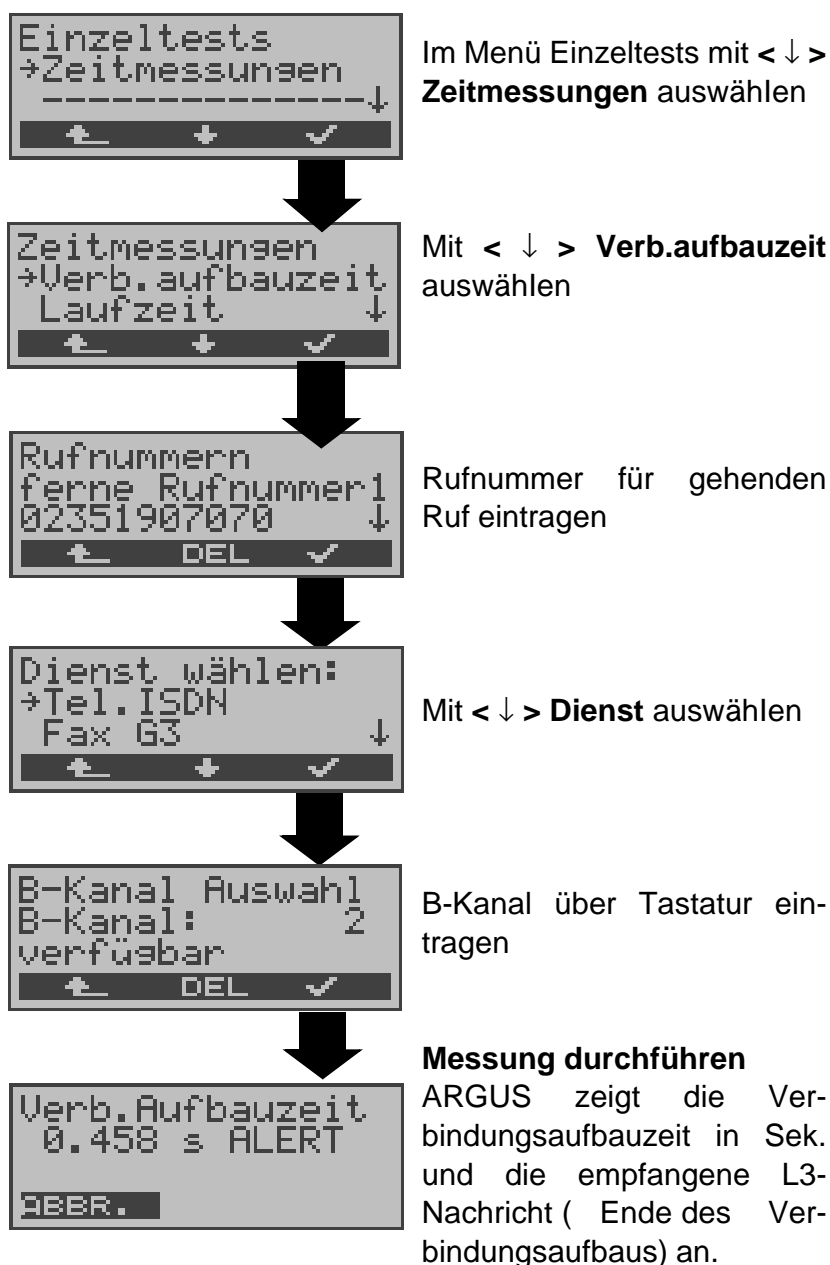 Einzeltests
→Zeitmessungen
--------------↓
Im Menü Einzeltests mit < ↓ >
Zeitmessungen auswählen
Zeitmessungen
→Verb.aufbauzeit
Laufzeit ↓
Mit < ↓ > Verb.aufbauzeit
auswählen
Rufnummern
ferne Rufnummer1
02351907070 ↓
DEL
Rufnummer für gehenden
Ruf eintragen
Dienst wählen:
→Tel.ISDN
Fax G3 ↓
Mit < ↓ > Dienst auswählen
B-Kanal Auswahl
B-Kanal: 2
verfügbar
DEL
B-Kanal über Tastatur ein-
tragen
Verb.Aufbauzeit
0.458 s ALERT
ABBR.
Messung durchführen
ARGUS zeigt die Ver-
bindungsaufbauzeit in Sek.
und die empfangene L3-
Nachricht ( Ende des Ver-
bindungsaufbaus) an.